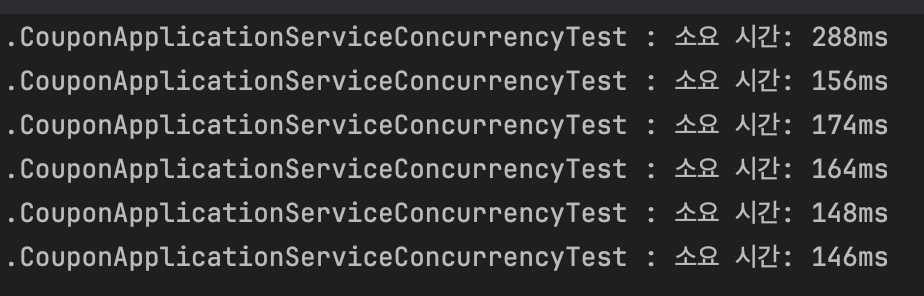 .CouponApplicationServiceConcurrencyTest : 소요 시간: 288ms
.CouponApplicationServiceConcurrencyTest : 소요 시간: 156ms
.CouponApplicationServiceConcurrencyTest : 소요 시간: 174ms
.CouponApplicationServiceConcurrencyTest : 소요 시간: 164ms
.CouponApplicationServiceConcurrencyTest : 소요 시간: 148ms
.CouponApplicationServiceConcurrencyTest : 소요 시간: 146ms